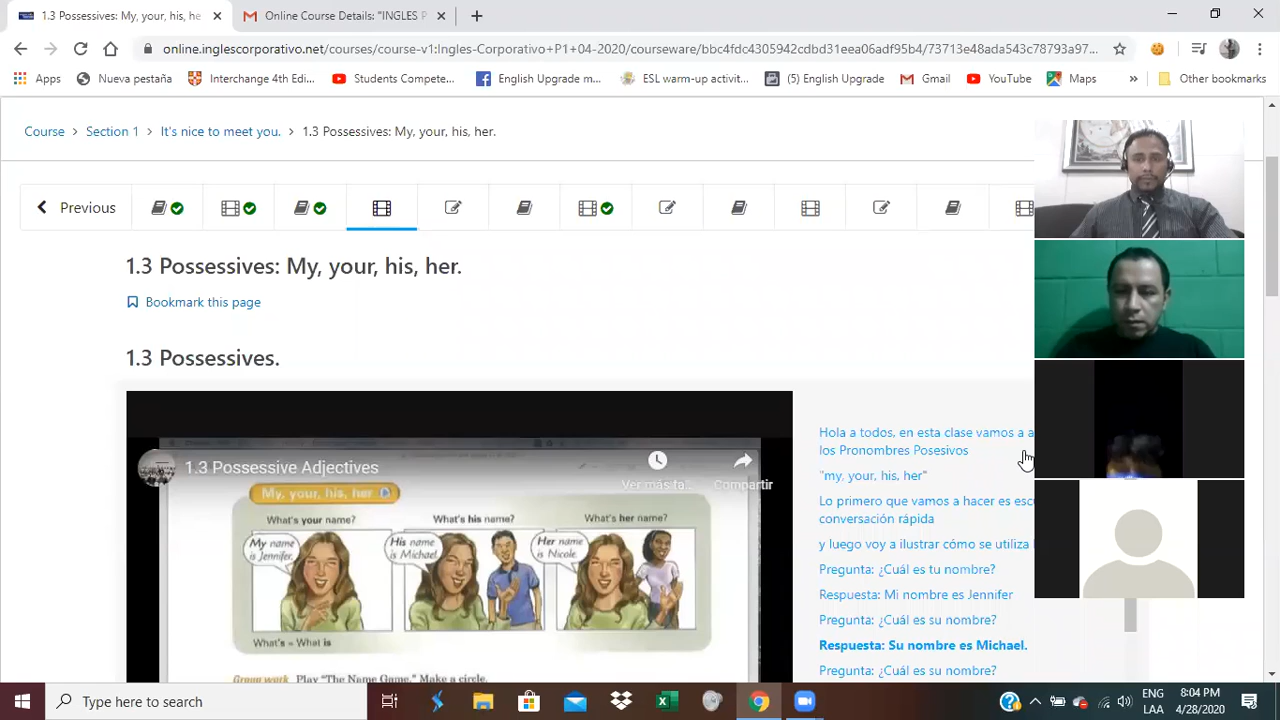 1.3 Possessives: My, your, his, he
Online Course Details: "INGLES P
online.inglescorporativo.net/courses/course-v1:Ingles-Corporativo+P1+04-2020/courseware/bbc4fdc4305942cdbd31eea06adf95b4/73713e48ada543c78793a97...
Apps
Nueva pestaña
Interchange 4th Edi...
Students Compete...
English Upgrade m...
ESL warm-up activit...
(5) English Upgrade
Gmail
YouTube
Maps
»
Other bookmarks
Course > Section 1 > It's nice to meet you. > 1.3 Possessives: My, your, his, her.
Previous
1.3 Possessives: My, your, his, her.
Bookmark this page
1.3 Possessives.
1.3 Possessive Adjectives
Ver más ta...
Compartir
My, your, his, her
What's your name?
What's his name?
What's her name?
My name
is Jennifer.
His name
is Michael.
Her name
is Nicole.
What's = What is
Group work Play "The Name Game." Make a circle.
Hola a todos, en esta clase vamos a a
los Pronombres Posesivos
"my, your, his, her"
Lo primero que vamos a hacer es escu
conversación rápida
y luego voy a ilustrar cómo se utiliza
Pregunta: ¿Cuál es tu nombre?
Respuesta: Mi nombre es Jennifer
Pregunta: ¿Cuál es su nombre?
Respuesta: Su nombre es Michael.
Pregunta: ¿Cuál es su nombre?
Type here to search
ENG
LAA
8:04 PM
4/28/2020